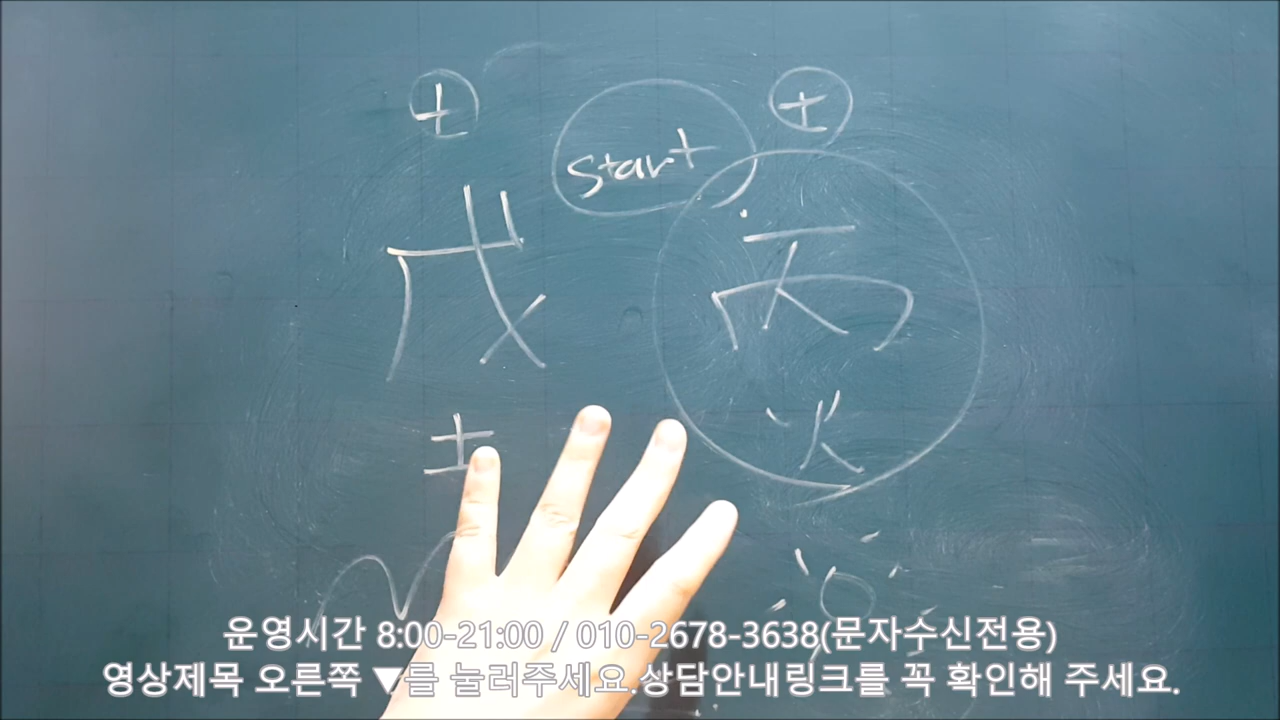 ± start ±
戊 丙
土 火
운영시간 8:00-21:00 / 010-2678-3638(문자수신전용)
영상제목 오른쪽 ▼를 눌러주세요.상담안내링크를 꼭 확인해 주세요.